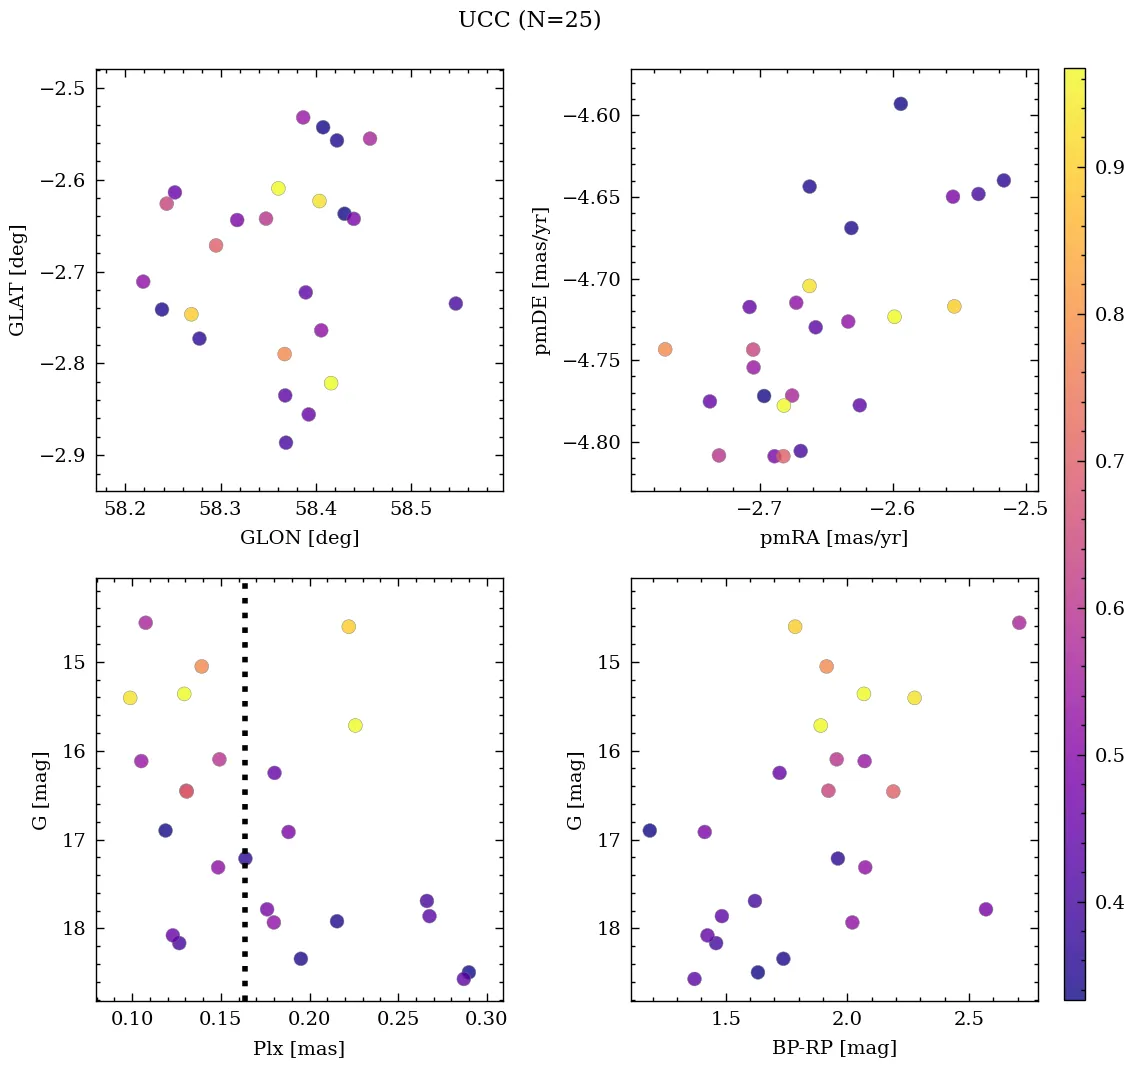 UCC (N=25)
−2.5
−2.6
−2.7
−2.8
−2.9
GLAT [deg]
58.2 58.3 58.4 58.5
GLON [deg]
−4.60
−4.65
−4.70
−4.75
−4.80
pmDE [mas/yr]
−2.7 −2.6 −2.5
pmRA [mas/yr]
0.9
0.8
0.7
0.6
0.5
0.4
15
16
17
18
G [mag]
0.10 0.15 0.20 0.25 0.30
Plx [mas]
15
16
17
18
G [mag]
1.5 2.0 2.5
BP-RP [mag]